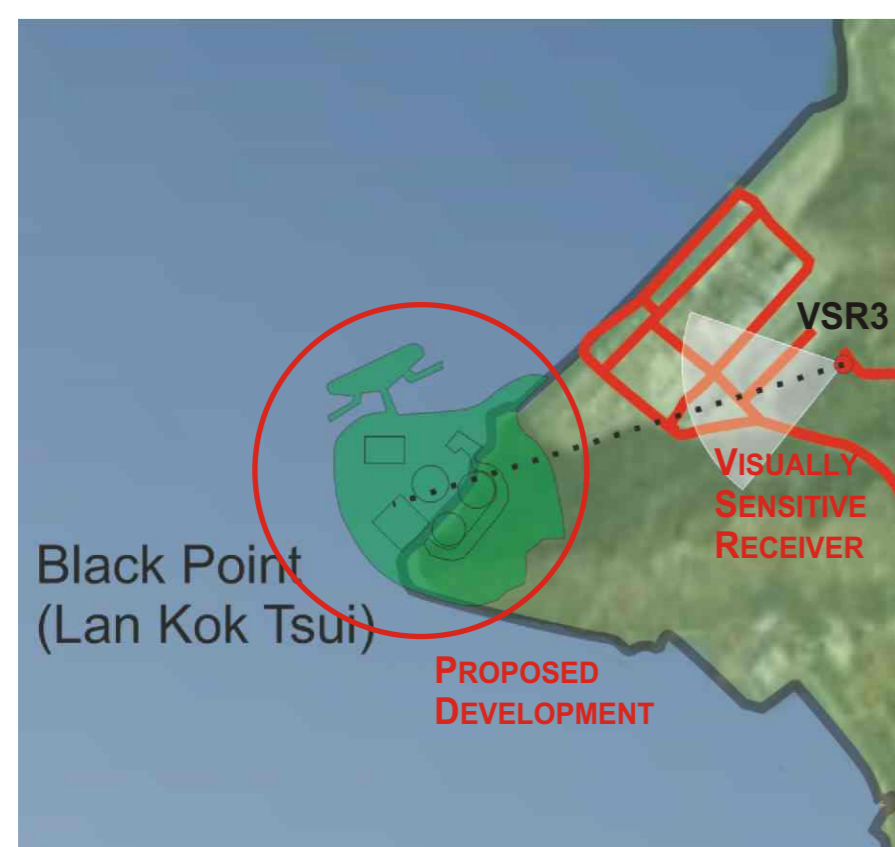 VSR3
VISUALLY
SENSITIVE
RECEIVER
Black Point
(Lan Kok Tsui)
PROPOSED
DEVELOPMENT